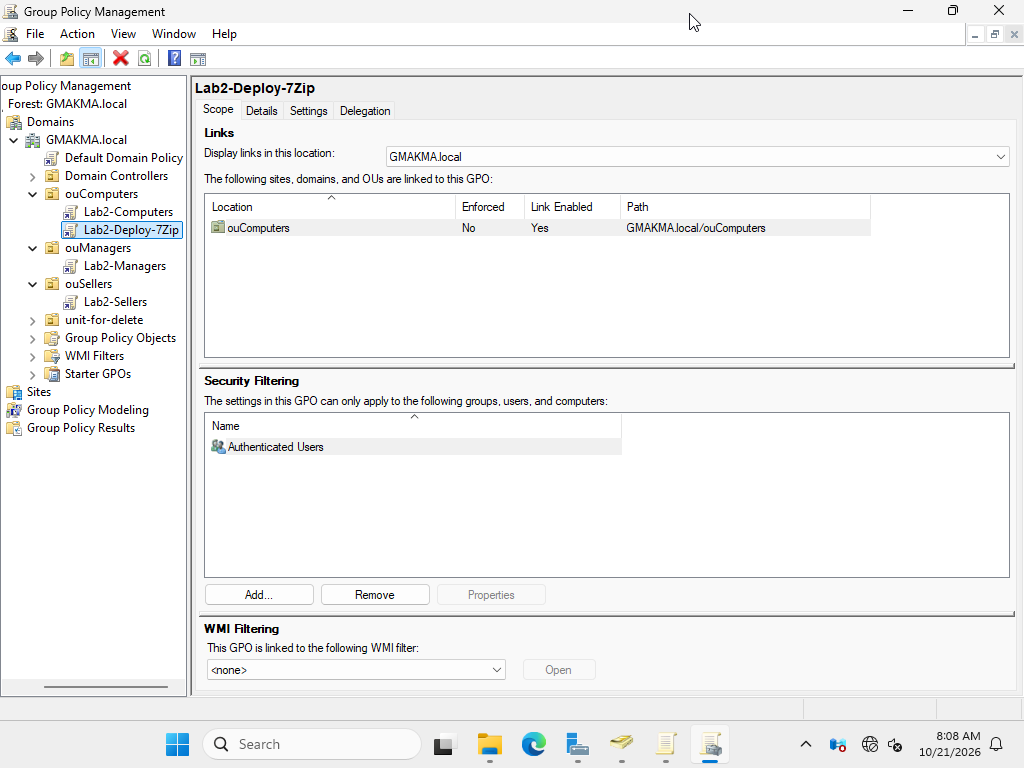 Group Policy Management
File Action View Window Help
oup Policy Management
Forest: GMAKMA.local
Domains
GMAKMA.local
Default Domain Policy
Domain Controllers
ouComputers
Lab2-Computers
Lab2-Deploy-7Zip
ouManagers
Lab2-Managers
ouSellers
Lab2-Sellers
unit-for-delete
Group Policy Objects
WMI Filters
Starter GPOs
Sites
Group Policy Modeling
Group Policy Results
Lab2-Deploy-7Zip
Scope Details Settings Delegation
Links
Display links in this location: GMAKMA.local
The following sites, domains, and OUs are linked to this GPO:
Location Enforced Link Enabled Path
ouComputers No Yes GMAKMA.local/ouComputers
Security Filtering
The settings in this GPO can only apply to the following groups, users, and computers:
Name
Authenticated Users
Add... Remove Properties
WMI Filtering
This GPO is linked to the following WMI filter:
<none> Open
Search
8:08 AM
10/21/2026